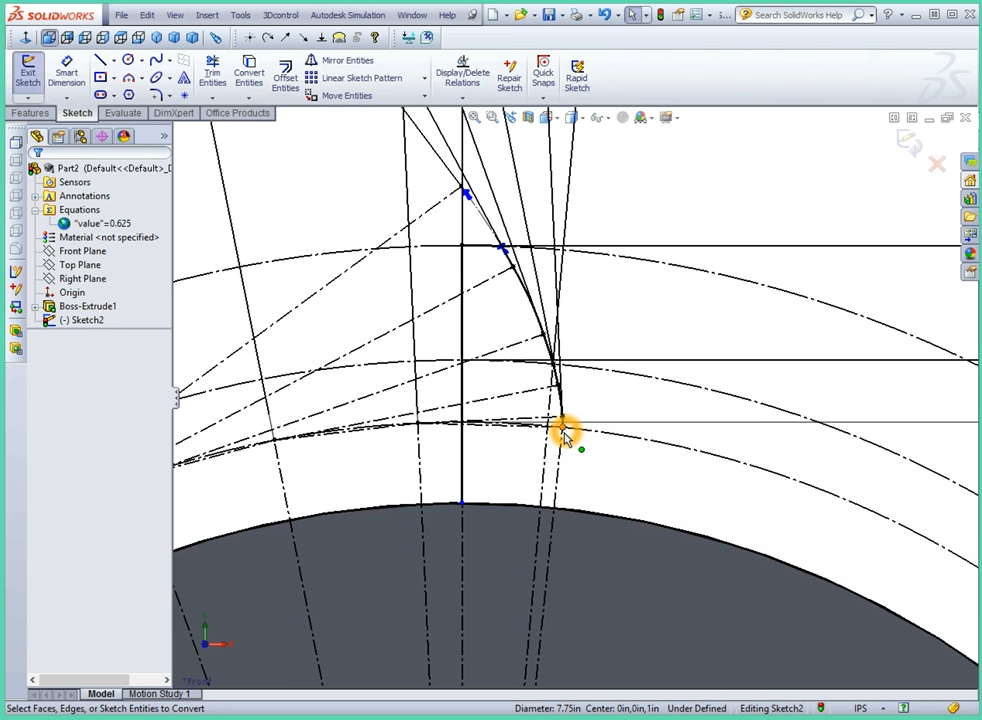 SOLIDWORKS File Edit View Insert Tools 3Dcontrol Autodesk Simulation Window Help S... Search SolidWorks Help
Exit Sketch
Smart Dimension
Trim Entities
Convert Entities
Offset Entities
Mirror Entities
Linear Sketch Pattern
Move Entities
Display/Delete Relations
Repair Sketch
Quick Snaps
Rapid Sketch
Features Sketch Evaluate DimXpert Office Products
Part2 (Default<<Default>_D
Sensors
Annotations
Equations
"value"=0.625
Material <not specified>
Front Plane
Top Plane
Right Plane
Origin
Boss-Extrude1
(-) Sketch2
*Front
Model Motion Study 1
Select Faces, Edges, or Sketch Entities to Convert Diameter: 7.75in Center: 0in,0in,1in Under Defined Editing Sketch2 IPS